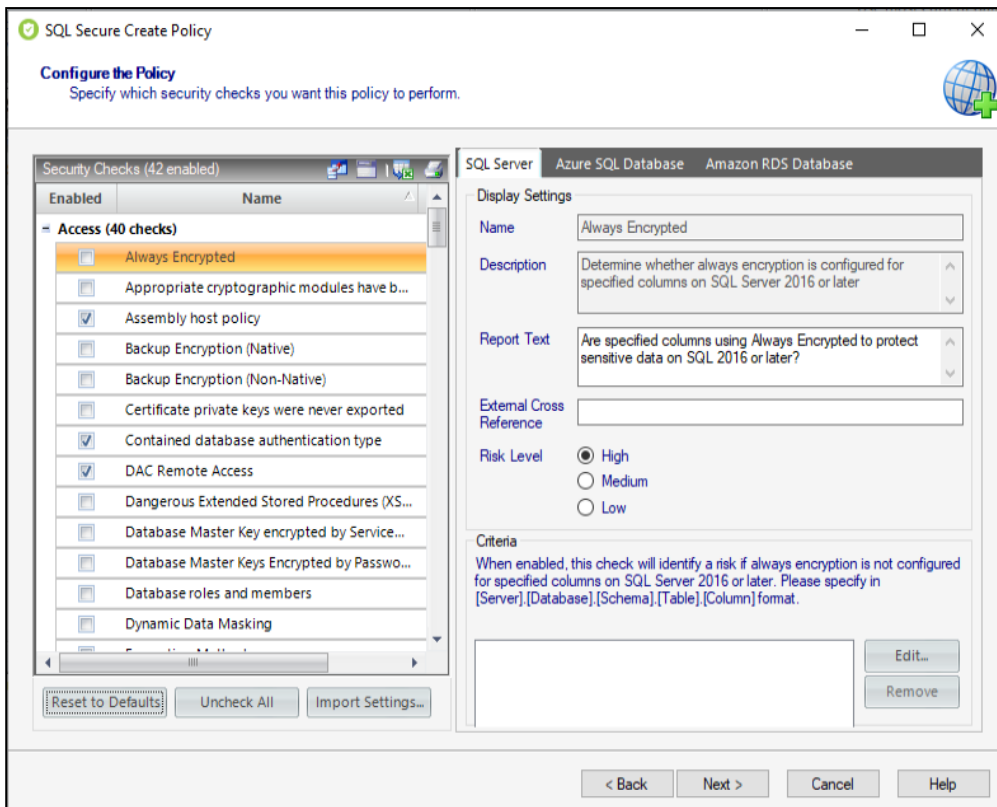 SQL Secure Create Policy
Configure the Policy
Specify which security checks you want this policy to perform.
Security Checks (42 enabled)
Enabled Name
Access (40 checks)
Always Encrypted
Appropriate cryptographic modules have b...
Assembly host policy
Backup Encryption (Native)
Backup Encryption (Non-Native)
Certificate private keys were never exported
Contained database authentication type
DAC Remote Access
Dangerous Extended Stored Procedures (XS...
Database Master Key encrypted by Service...
Database Master Keys Encrypted by Passwo...
Database roles and members
Dynamic Data Masking
Reset to Defaults Uncheck All Import Settings...
SQL Server Azure SQL Database Amazon RDS Database
Display Settings
Name Always Encrypted
Description Determine whether always encryption is configured for
specified columns on SQL Server 2016 or later
Report Text Are specified columns using Always Encrypted to protect
sensitive data on SQL 2016 or later?
External Cross
Reference
Risk Level High
Medium
Low
Criteria
When enabled, this check will identify a risk if always encryption is not configured
for specified columns on SQL Server 2016 or later. Please specify in
[Server].[Database].[Schema].[Table].[Column] format.
Edit...
Remove
< Back Next > Cancel Help